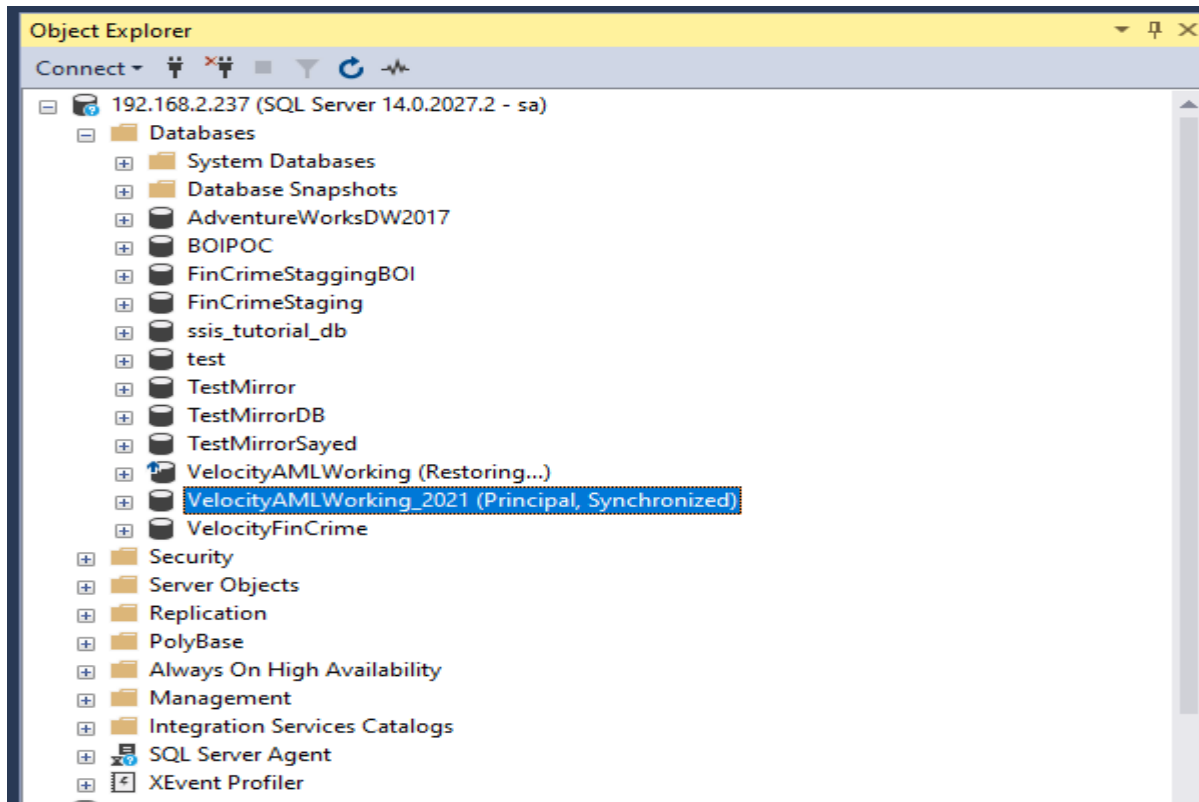 Object Explorer
Connect
192.168.2.237 (SQL Server 14.0.2027.2 - sa)
Databases
System Databases
Database Snapshots
AdventureWorksDW2017
BOIPOC
FinCrimeStaggingBOI
FinCrimeStaging
ssis_tutorial_db
test
TestMirror
TestMirrorDB
TestMirrorSayed
VelocityAMLWorking (Restoring...)
VelocityAMLWorking_2021 (Principal, Synchronized)
VelocityFinCrime
Security
Server Objects
Replication
PolyBase
Always On High Availability
Management
Integration Services Catalogs
SQL Server Agent
XEvent Profiler